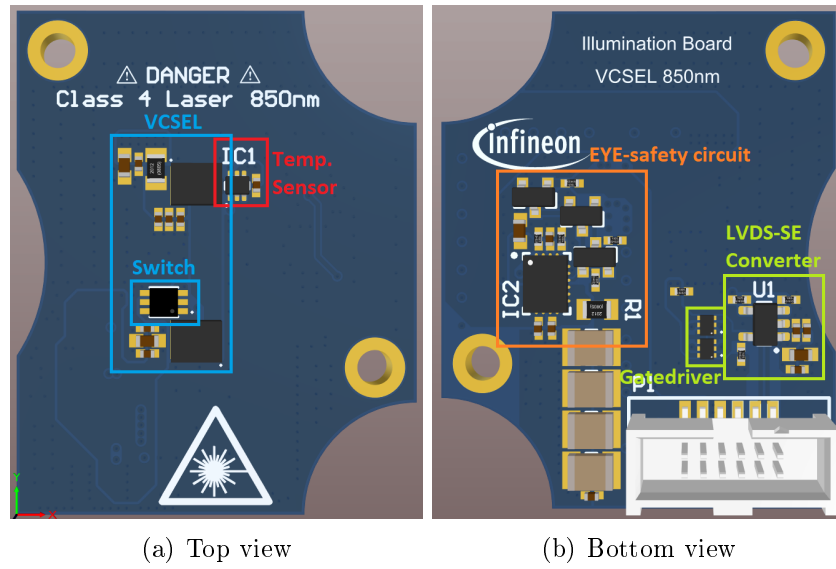 ⚠ DANGER ⚠
Class 4 Laser 850nm
VCSEL
IC1
Temp.
Sensor
Switch
Y
X
(a) Top view
Illumination Board
VCSEL 850nm
infineon
EYE-safety circuit
IC2
R1
LVDS-SE
Converter
U1
Gatedriver
P1
(b) Bottom view